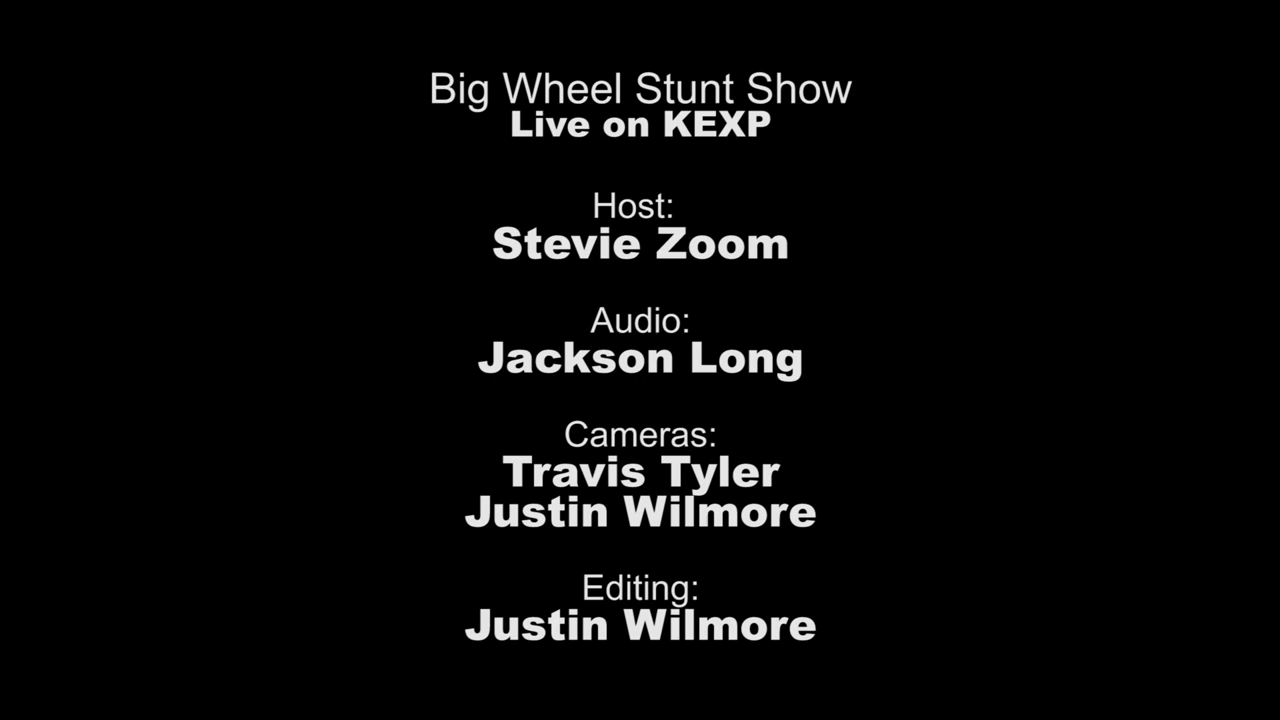 Big Wheel Stunt Show
Live on KEXP
Host:
Stevie Zoom
Audio:
Jackson Long
Cameras:
Travis Tyler
Justin Wilmore
Editing:
Justin Wilmore